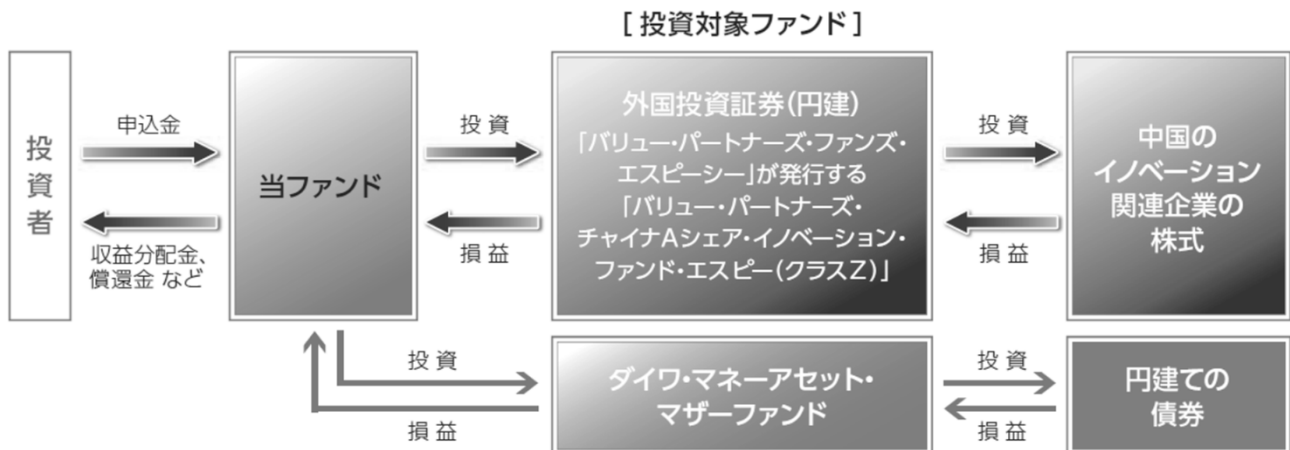 [ 投資対象ファンド ]
投資者
申込金
収益分配金、
償還金 など
当ファンド
投 資
損 益
外国投資証券(円建)
「バリュー・パートナーズ・ファンズ・
エスピーシー」が発行する
「バリュー・パートナーズ・
チャイナAシェア・イノベーション・
ファンド・エスピー(クラスZ)」
投 資
損 益
中国の
イノベーション
関連企業の
株式
投 資
損 益
ダイワ・マネーアセット・
マザーファンド
投 資
損 益
円建ての
債券